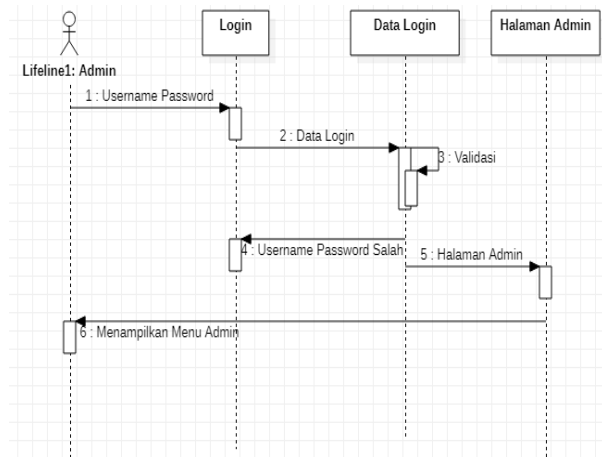 Login
Data Login
Halaman Admin
Lifeline1: Admin
1 : Username Password
2 : Data Login
3 : Validasi
4 : Username Password Salah
5 : Halaman Admin
6 : Menampilkan Menu Admin